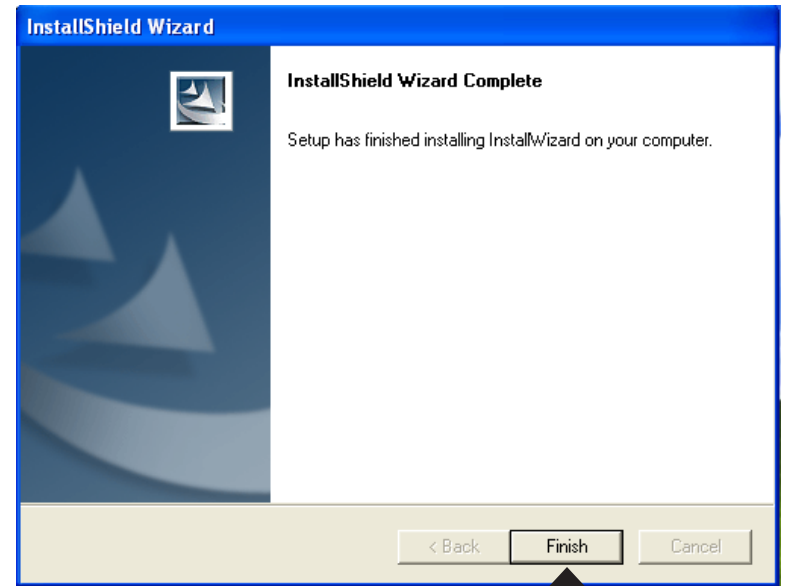 InstallShield Wizard
InstallShield Wizard Complete
Setup has finished installing InstallWizard on your computer.
< Back Finish Cancel